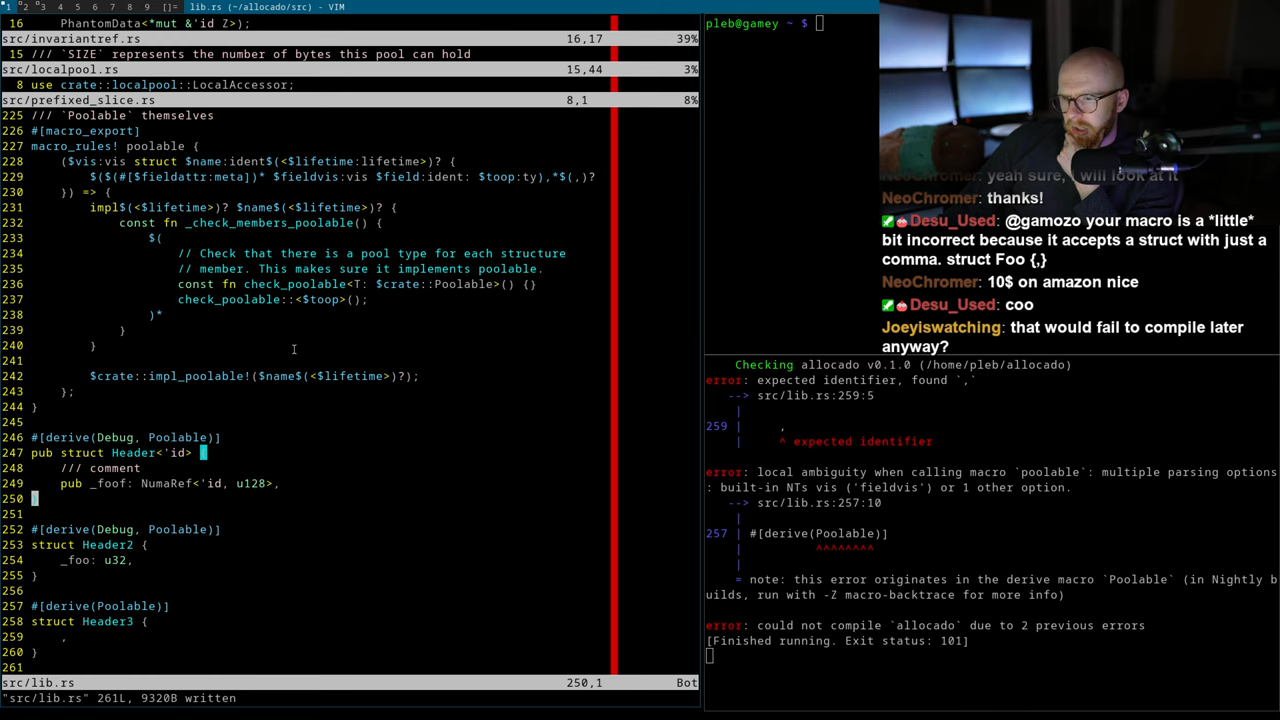 1 2 3 4 5 6 7 8 9 []= lib.rs (~/allocado/src) - VIM
16     PhantomData<*mut &'id Z>);
src/invariantref.rs 16,17 39%
15 /// `SIZE` represents the number of bytes this pool can hold
src/localpool.rs 15,44 3%
8 use crate::localpool::LocalAccessor;
src/prefixed_slice.rs 8,1 8%
225 /// `Poolable` themselves
226 #[macro_export]
227 macro_rules! poolable {
228     ($vis:vis struct $name:ident$(<$lifetime:lifetime>)? {
229         $($(#[$fieldattr:meta])* $fieldvis:vis $field:ident: $toop:ty),*$(,)?
230     }) => {
231         impl$(<$lifetime>)? $name$(<$lifetime>)? {
232             const fn _check_members_poolable() {
233                 $(
234                     // Check that there is a pool type for each structure
235                     // member. This makes sure it implements poolable.
236                     const fn check_poolable<T: $crate::Poolable>() {}
237                     check_poolable::<$toop>();
238                 )*
239             }
240         }
241
242         $crate::impl_poolable!($name$(<$lifetime>)?);
243     };
244 }
245
246 #[derive(Debug, Poolable)]
247 pub struct Header<'id> {
248     /// comment
249     pub _foof: NumaRef<'id, u128>,
250 }
251
252 #[derive(Debug, Poolable)]
253 struct Header2 {
254     _foo: u32,
255 }
256
257 #[derive(Poolable)]
258 struct Header3 {
259     ,
260 }
261
src/lib.rs 250,1 Bot
"src/lib.rs" 261L, 9320B written
pleb@gamey ~ $
NeoChromer: yeah sure, I will look at it
NeoChromer: thanks!
Desu_Used: @gamozo your macro is a *little*
bit incorrect because it accepts a struct with just a
comma. struct Foo {,}
NeoChromer: 10$ on amazon nice
Desu_Used: coo
Joeyiswatching: that would fail to compile later
anyway?
Checking allocado v0.1.0 (/home/pleb/allocado)
error: expected identifier, found `,`
--> src/lib.rs:259:5
|
259 |     ,
|     ^ expected identifier
error: local ambiguity when calling macro `poolable`: multiple parsing options
: built-in NTs vis ('fieldvis') or 1 other option.
--> src/lib.rs:257:10
|
257 | #[derive(Poolable)]
|          ^^^^^^^^
|
= note: this error originates in the derive macro `Poolable` (in Nightly b
uilds, run with -Z macro-backtrace for more info)
error: could not compile `allocado` due to 2 previous errors
[Finished running. Exit status: 101]